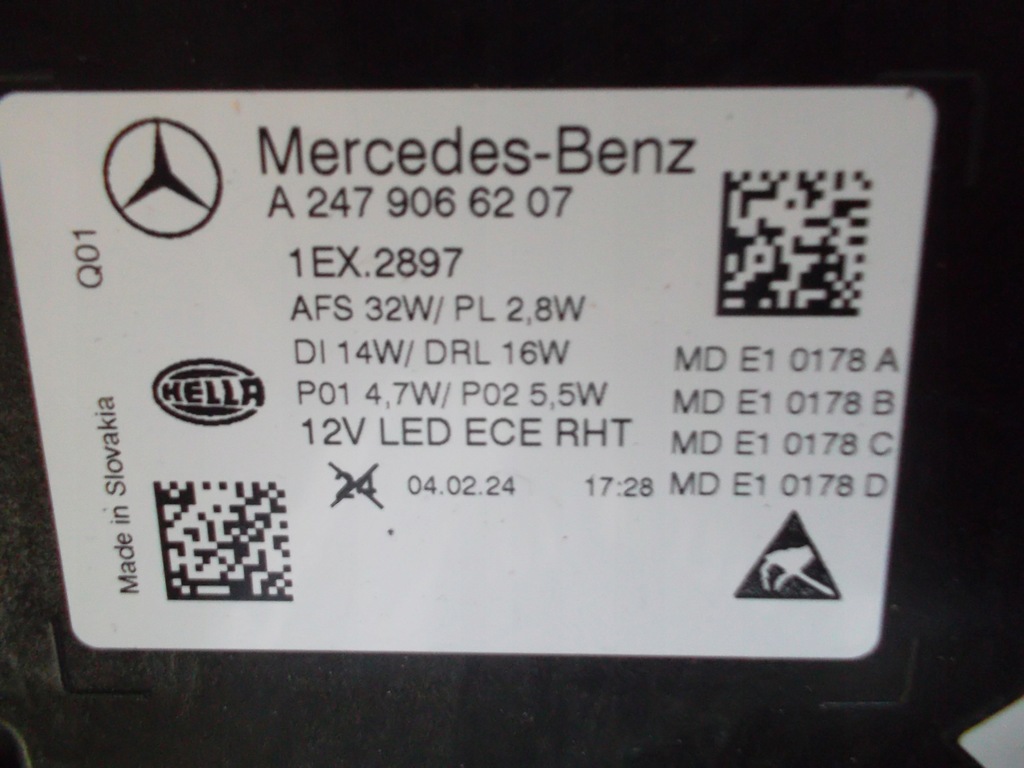 Mercedes-Benz
A 247 906 62 07
Q01
1EX.2897
AFS 32W/ PL 2,8W
DI 14W/ DRL 16W
P01 4,7W/ P02 5,5W
12V LED ECE RHT
HELLA
MD E1 0178 A
MD E1 0178 B
MD E1 0178 C
MD E1 0178 D
24 04.02.24 17:28
Made in Slovakia